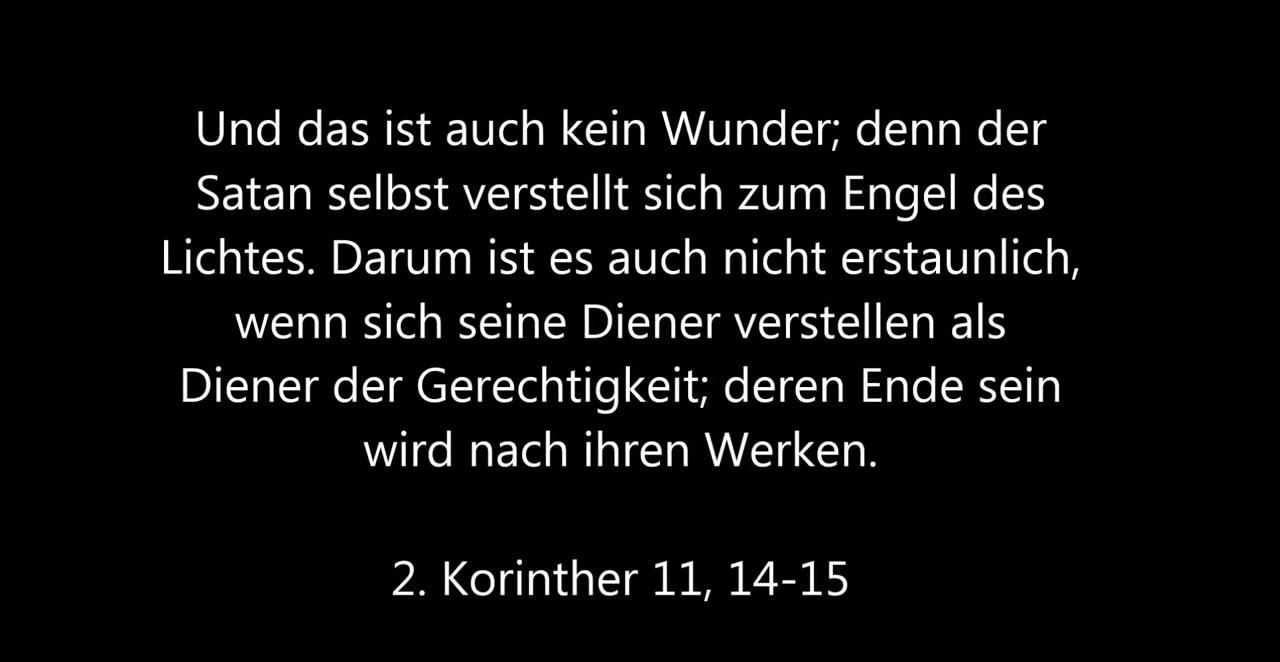 Und das ist auch kein Wunder; denn der
Satan selbst verstellt sich zum Engel des
Lichtes. Darum ist es auch nicht erstaunlich,
wenn sich seine Diener verstellen als
Diener der Gerechtigkeit; deren Ende sein
wird nach ihren Werken.
2. Korinther 11, 14-15